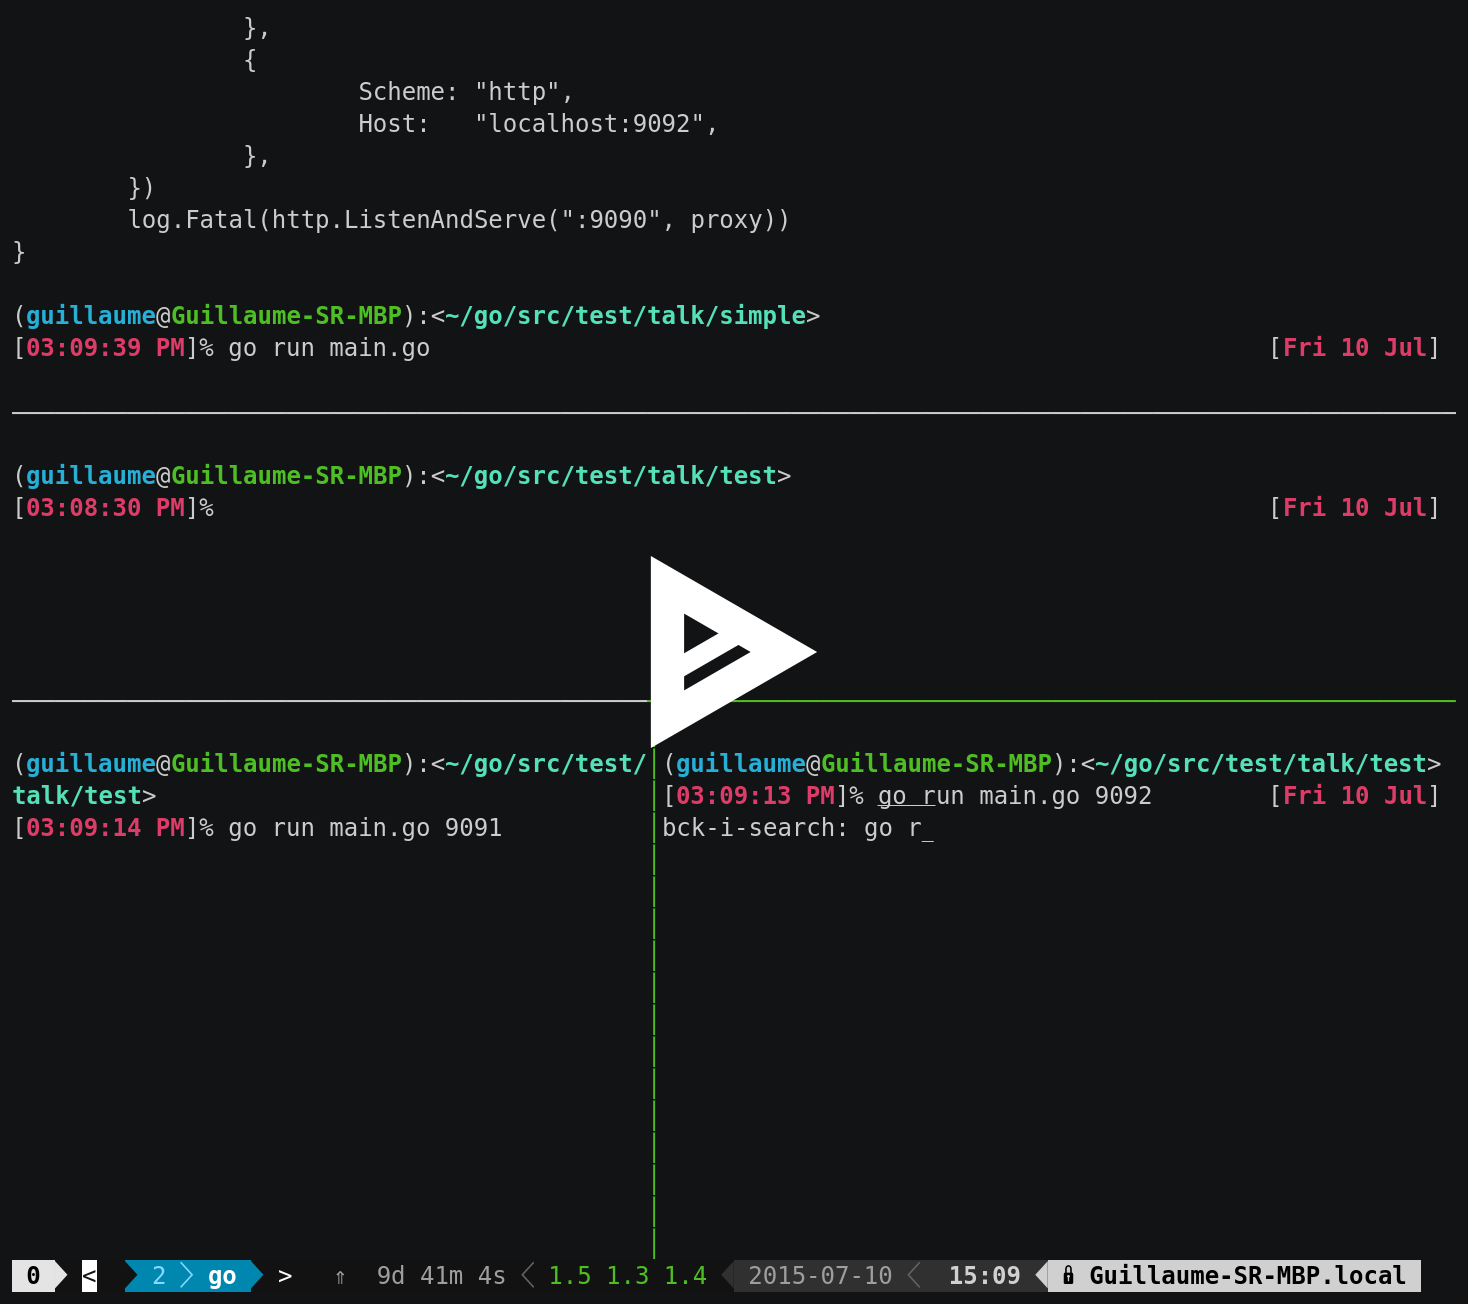 },
{
Scheme: "http",
Host:   "localhost:9092",
},
})
log.Fatal(http.ListenAndServe(":9090", proxy))
}
(guillaume@Guillaume-SR-MBP):<~/go/src/test/talk/simple>
[03:09:39 PM]% go run main.go [Fri 10 Jul]
(guillaume@Guillaume-SR-MBP):<~/go/src/test/talk/test>
[03:08:30 PM]% [Fri 10 Jul]
(guillaume@Guillaume-SR-MBP):<~/go/src/test/
talk/test>
[03:09:14 PM]% go run main.go 9091
(guillaume@Guillaume-SR-MBP):<~/go/src/test/talk/test>
[03:09:13 PM]% go run main.go 9092 [Fri 10 Jul]
bck-i-search: go r_
0 < 2 go > ⇑ 9d 41m 4s 1.5 1.3 1.4 2015-07-10 15:09 Guillaume-SR-MBP.local